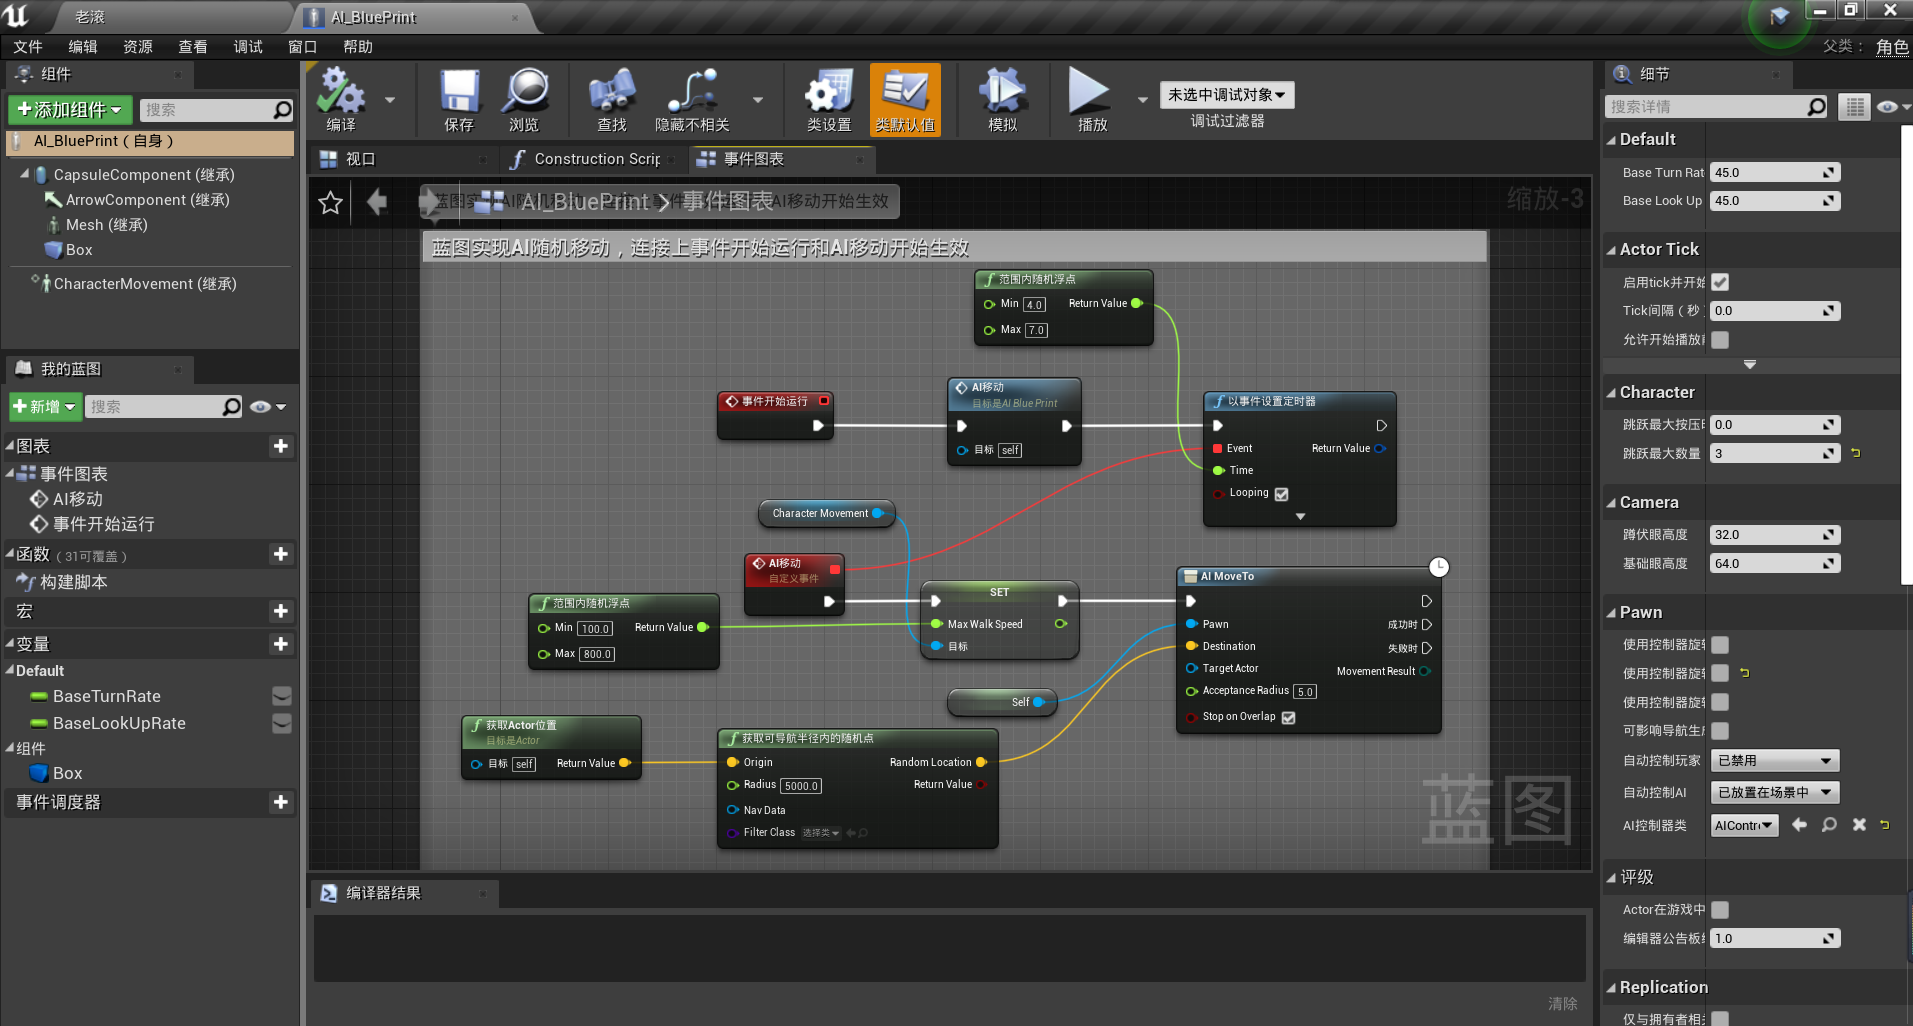 老滚
AI_BluePrint
文件 编辑 资源 查看 调试 窗口 帮助
父类： 角色
组件
添加组件
搜索
AI_BluePrint（自身）
CapsuleComponent (继承)
ArrowComponent (继承)
Mesh (继承)
Box
CharacterMovement (继承)
我的蓝图
新增
搜索
图表
事件图表
AI移动
事件开始运行
函数 （31可覆盖）
构建脚本
宏
变量
Default
BaseTurnRate
BaseLookUpRate
组件
Box
事件调度器
编译
保存
浏览
查找
隐藏不相关
类设置
类默认值
模拟
播放
未选中调试对象
调试过滤器
视口
Construction Scrip
事件图表
AI_BluePrint > 事件图表
缩放-3
蓝图实现AI随机移动，连接上事件开始运行和AI移动开始生效
范围内随机浮点
Min 4.0 Return Value
Max 7.0
事件开始运行
AI移动
目标是AI Blue Print
目标 self
以事件设置定时器
Event Return Value
Time
Looping
Character Movement
AI移动
自定义事件
范围内随机浮点
Min 100.0 Return Value
Max 800.0
SET
Max Walk Speed
目标
AI MoveTo
成功时
Pawn
Destination 失败时
Target Actor Movement Result
Acceptance Radius 5.0
Stop on Overlap
Self
获取Actor位置
目标是Actor
目标 self Return Value
获取可导航半径内的随机点
Origin Random Location
Radius 5000.0 Return Value
Nav Data
Filter Class 选择类
蓝图
编译器结果
清除
细节
搜索详情
Default
Base Turn Rat 45.0
Base Look Up 45.0
Actor Tick
启用tick并开始
Tick间隔（秒） 0.0
允许开始播放
Character
跳跃最大按压 0.0
跳跃最大数量 3
Camera
蹲伏眼高度 32.0
基础眼高度 64.0
Pawn
使用控制器旋
使用控制器旋
使用控制器旋
可影响导航生
自动控制玩家 已禁用
自动控制AI 已放置在场景中
AI控制器类 AIContr
评级
Actor在游戏中
编辑器公告板 1.0
Replication
仅与拥有者相